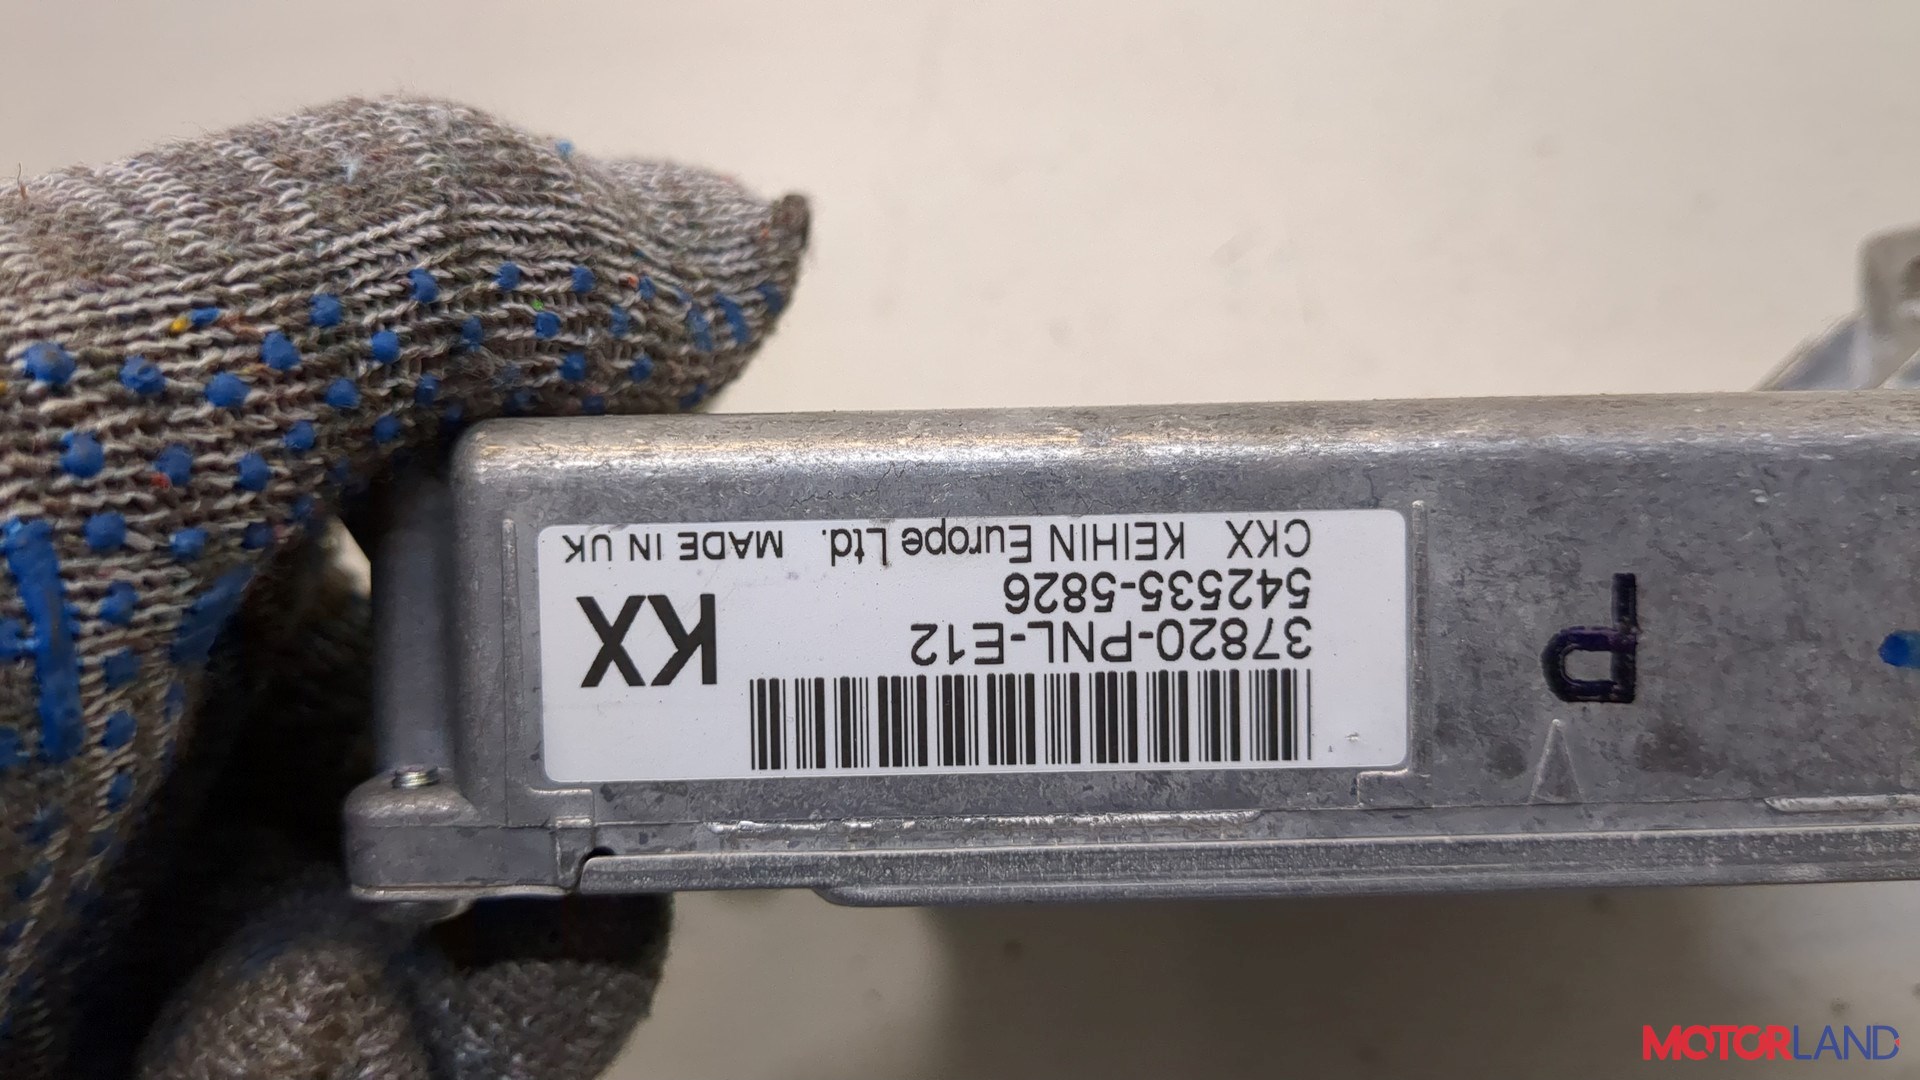 37820-PNL-E12
542535-5826
CKX KEIHIN Europe Ltd. MADE IN UK
KX
P
MOTORLAND